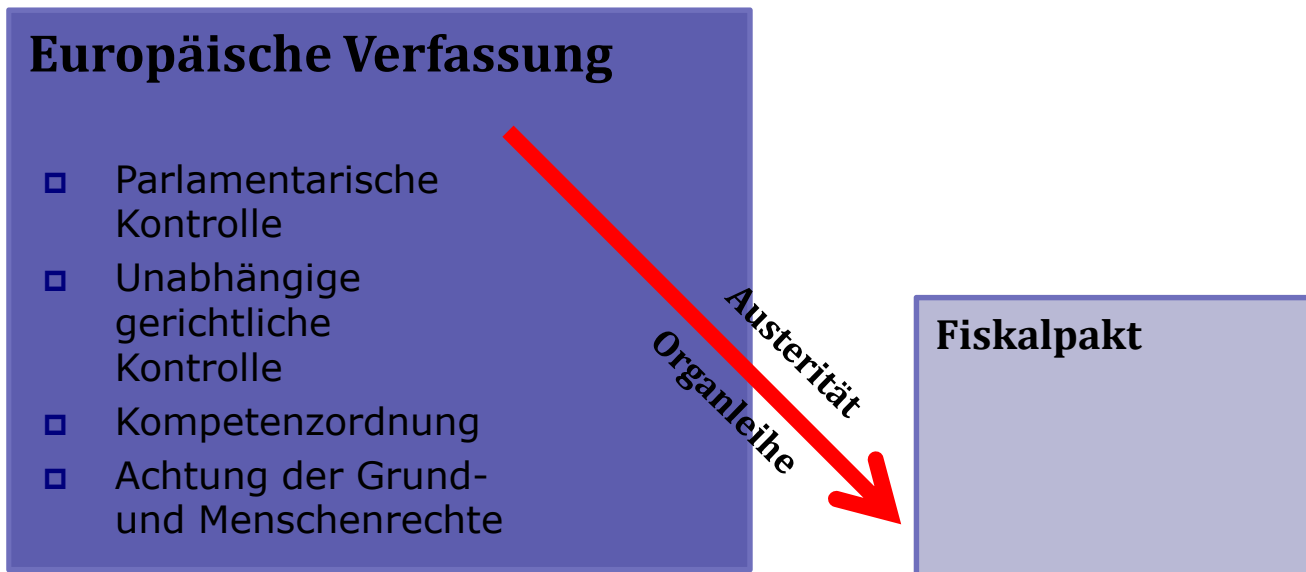 Europäische Verfassung
Parlamentarische
Kontrolle
Unabhängige
gerichtliche
Kontrolle
Kompetenzordnung
Achtung der Grund-
und Menschenrechte
Austerität
Organleihe
Fiskalpakt